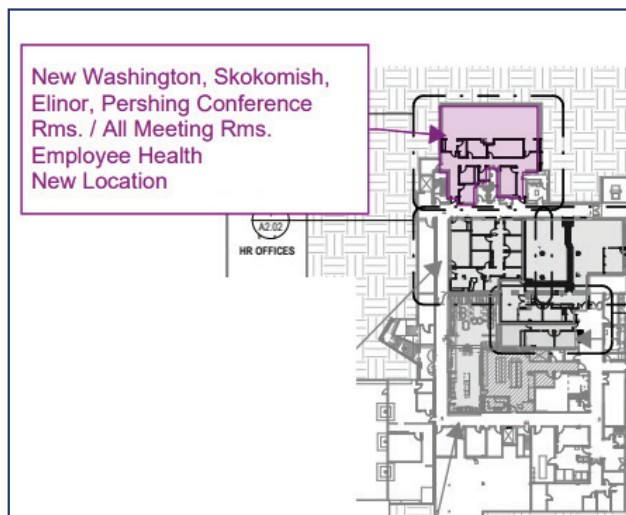 New Washington, Skokomish,
Elinor, Pershing Conference
Rms. / All Meeting Rms.
Employee Health
New Location
A2.02
HR OFFICES